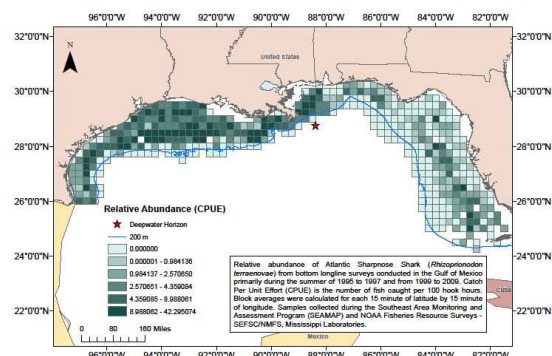 96°0'0"W 94°0'0"W 92°0'0"W 90°0'0"W 88°0'0"W 86°0'0"W 84°0'0"W 82°0'0"W
32°0'0"N 32°0'0"N
N
United States
30°0'0"N 30°0'0"N
28°0'0"N 28°0'0"N
26°0'0"N 26°0'0"N
Relative Abundance (CPUE)
Deepwater Horizon
200 m
0.000000
0.000001 - 0.984136
0.984137 - 2.570650
2.570651 - 4.359084
4.359085 - 8.988061
8.988062 - 42.295074
0 40 80 160 Miles
24°0'0"N 24°0'0"N
22°0'0"N 22°0'0"N
Relative abundance of Atlantic Sharpnose Shark (Rhizoprionodon
terraenovae) from bottom longline surveys conducted in the Gulf of Mexico
primarily during the summer of 1995 to 1997 and from 1999 to 2009. Catch
Per Unit Effort (CPUE) is the number of fish caught per 100 hook hours.
Block averages were calculated for each 15 minute of latitude by 15 minute
of longitude. Samples collected during the Southeast Area Monitoring and
Assessment Program (SEAMAP) and NOAA Fisheries Resource Surveys -
SEFSC/NMFS, Mississippi Laboratories.
Mexico
96°0'0"W 94°0'0"W 92°0'0"W 90°0'0"W 88°0'0"W 86°0'0"W 84°0'0"W 82°0'0"W